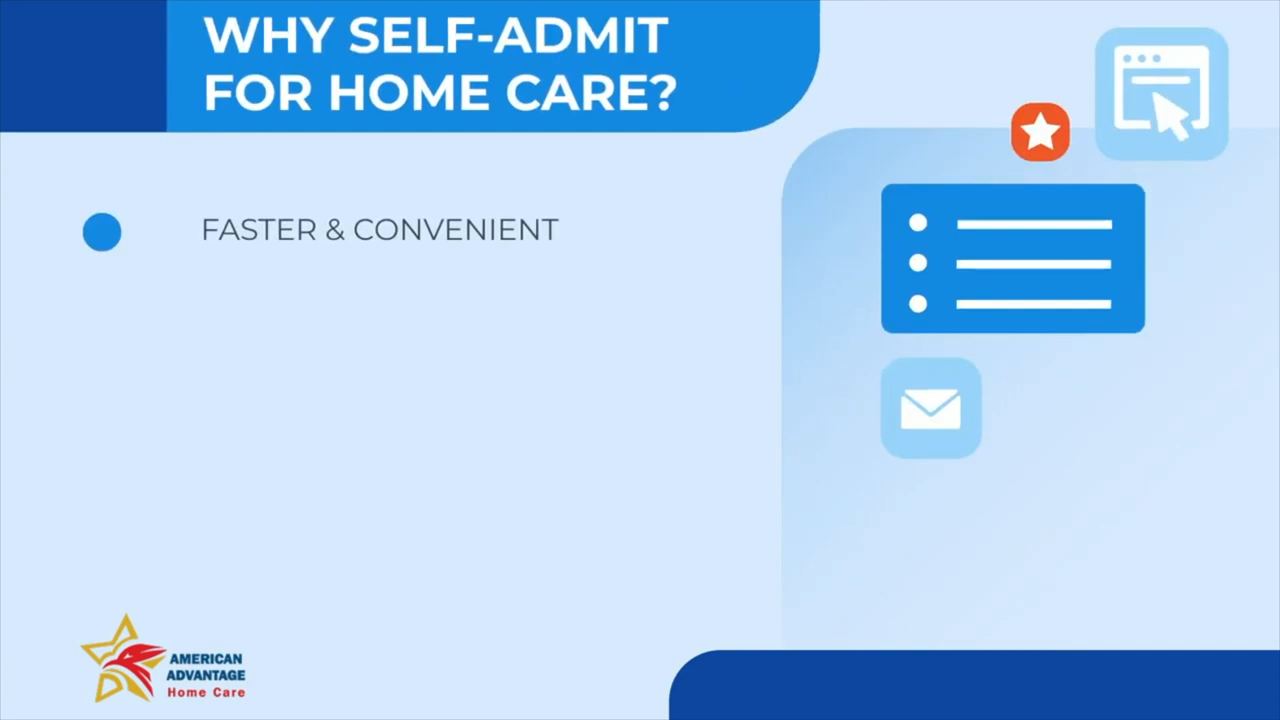 WHY SELF-ADMIT
FOR HOME CARE?
FASTER & CONVENIENT
AMERICAN
ADVANTAGE
Home Care